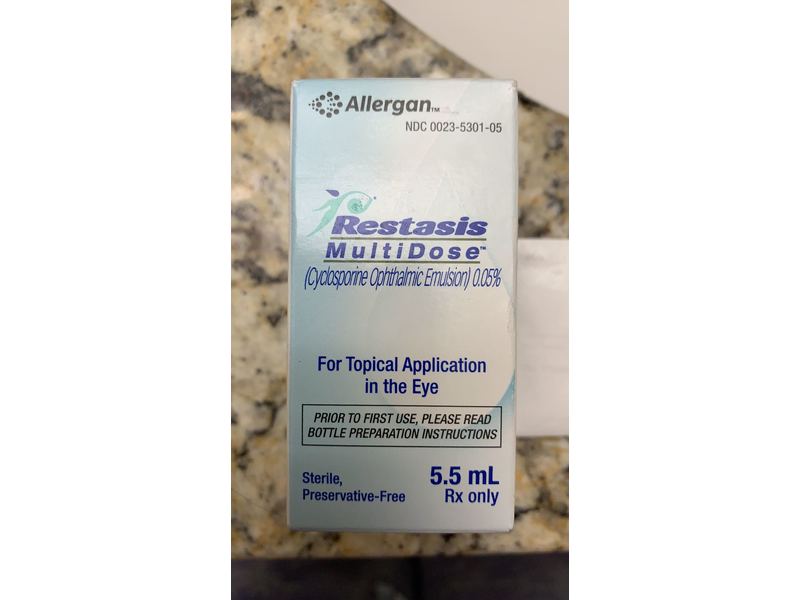 Allergan™
NDC 0023-5301-05
Restasis
MultiDose™
(Cyclosporine Ophthalmic Emulsion) 0.05%
For Topical Application
in the Eye
PRIOR TO FIRST USE, PLEASE READ
BOTTLE PREPARATION INSTRUCTIONS
Sterile,
Preservative-Free
5.5 mL
Rx only